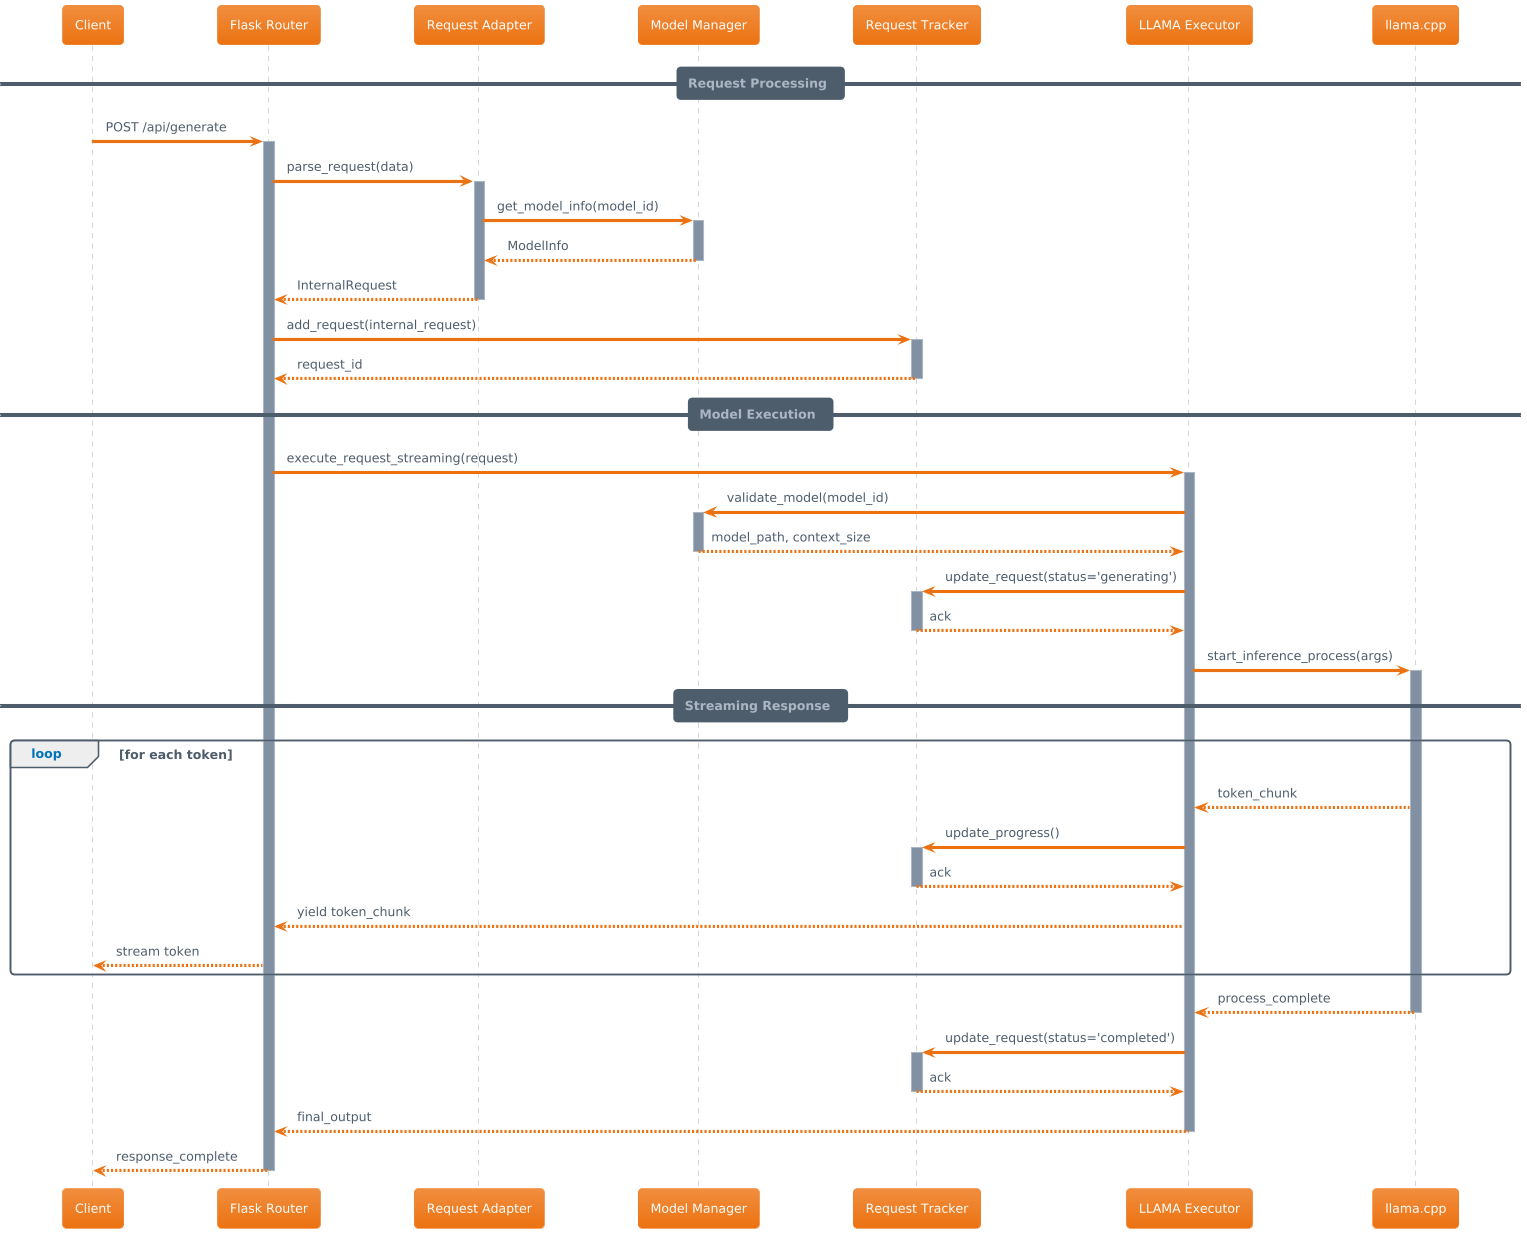 Client
Flask Router
Request Adapter
Model Manager
Request Tracker
LLAMA Executor
llama.cpp
Request Processing
POST /api/generate
parse_request(data)
get_model_info(model_id)
ModelInfo
InternalRequest
add_request(internal_request)
request_id
Model Execution
execute_request_streaming(request)
validate_model(model_id)
model_path, context_size
update_request(status='generating')
ack
start_inference_process(args)
Streaming Response
loop [for each token]
token_chunk
update_progress()
ack
yield token_chunk
stream token
process_complete
update_request(status='completed')
ack
final_output
response_complete
Client
Flask Router
Request Adapter
Model Manager
Request Tracker
LLAMA Executor
llama.cpp